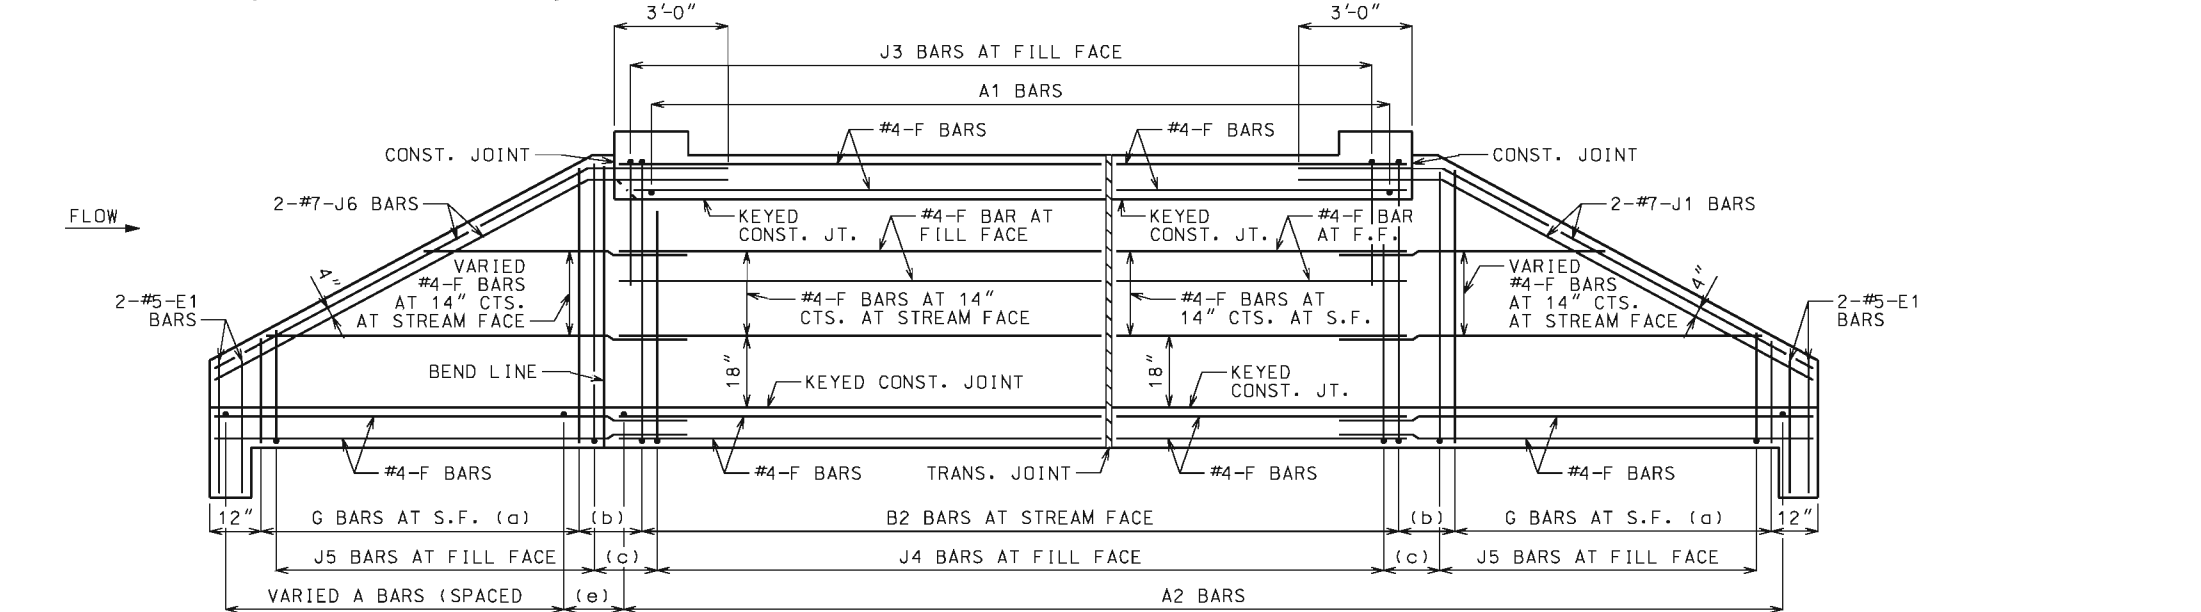 3'-0"
3'-0"
J3 BARS AT FILL FACE
A1 BARS
#4-F BARS
#4-F BARS
CONST. JOINT
CONST. JOINT
2-#7-J6 BARS
2-#7-J1 BARS
FLOW
KEYED
CONST. JT.
#4-F BAR AT
FILL FACE
KEYED
CONST. JT.
#4-F BAR
AT F.F.
VARIED
#4-F BARS
AT 14" CTS.
AT STREAM FACE
4"
#4-F BARS AT 14"
CTS. AT STREAM FACE
#4-F BARS AT
14" CTS. AT S.F.
VARIED
#4-F BARS
AT 14" CTS.
AT STREAM FACE
4"
2-#5-E1
BARS
2-#5-E1
BARS
BEND LINE
18"
KEYED CONST. JOINT
18"
KEYED
CONST. JT.
#4-F BARS
#4-F BARS
TRANS. JOINT
#4-F BARS
#4-F BARS
12"
G BARS AT S.F. (a)
(b)
B2 BARS AT STREAM FACE
(b)
G BARS AT S.F. (a)
12"
J5 BARS AT FILL FACE
(c)
J4 BARS AT FILL FACE
(c)
J5 BARS AT FILL FACE
VARIED A BARS (SPACED
(e)
A2 BARS